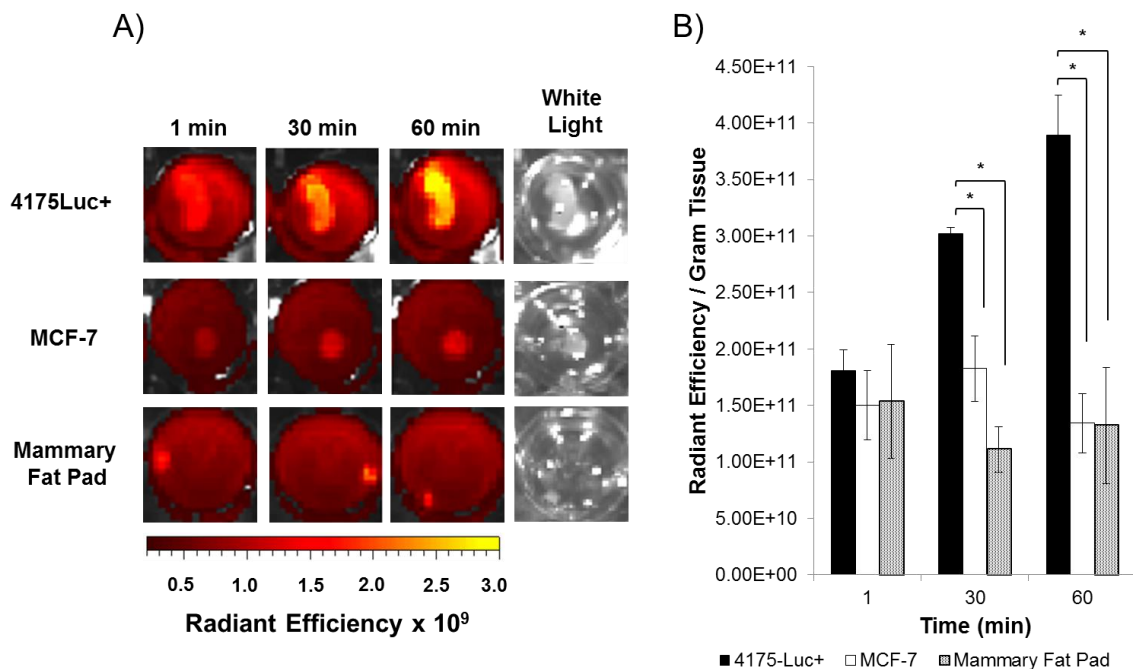 A)
1 min 30 min 60 min White Light
4175Luc+
MCF-7
Mammary Fat Pad
0.5 1.0 1.5 2.0 2.5 3.0
Radiant Efficiency x 10⁹
B)
Radiant Efficiency / Gram Tissue
4.50E+11
4.00E+11
3.50E+11
3.00E+11
2.50E+11
2.00E+11
1.50E+11
1.00E+11
5.00E+10
0.00E+00
*
*
*
*
1 30 60
Time (min)
4175-Luc+ MCF-7 Mammary Fat Pad